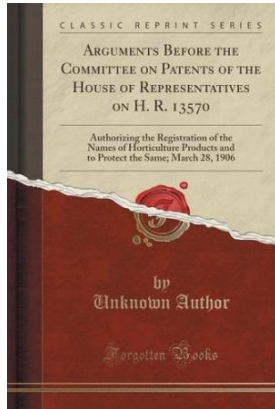 CLASSIC REPRINT SERIES
ARGUMENTS BEFORE THE
COMMITTEE ON PATENTS OF THE
HOUSE OF REPRESENTATIVES
ON H. R. 13570
Authorizing the Registration of the
Names of Horticulture Products and
to Protect the Same; March 28, 1906
by
Unknown Author
Forgotten Books